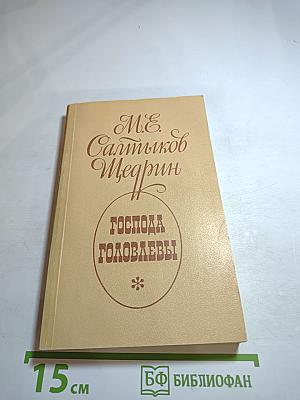 М.Е.
Салтыков
Щедрин
ГОСПОДА
ГОЛОВЛЕВЫ
15 см
БФ БИБЛИОФАН